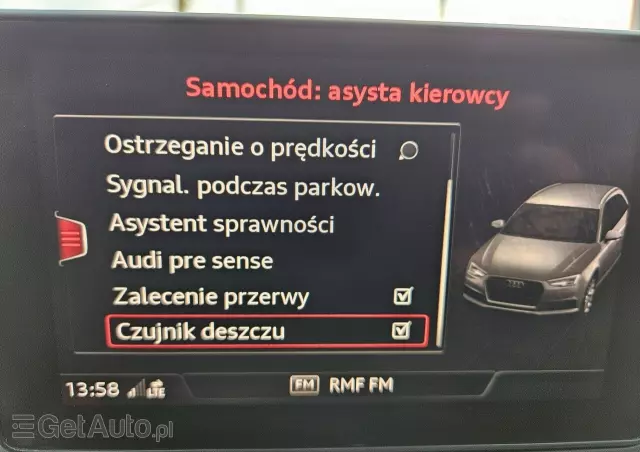 Samochód: asysta kierowcy
Ostrzeganie o prędkości
Sygnal. podczas parkow.
Asystent sprawności
Audi pre sense
Zalecenie przerwy
Czujnik deszczu
13:58 LTE FM RMF FM
GetAuto.pl